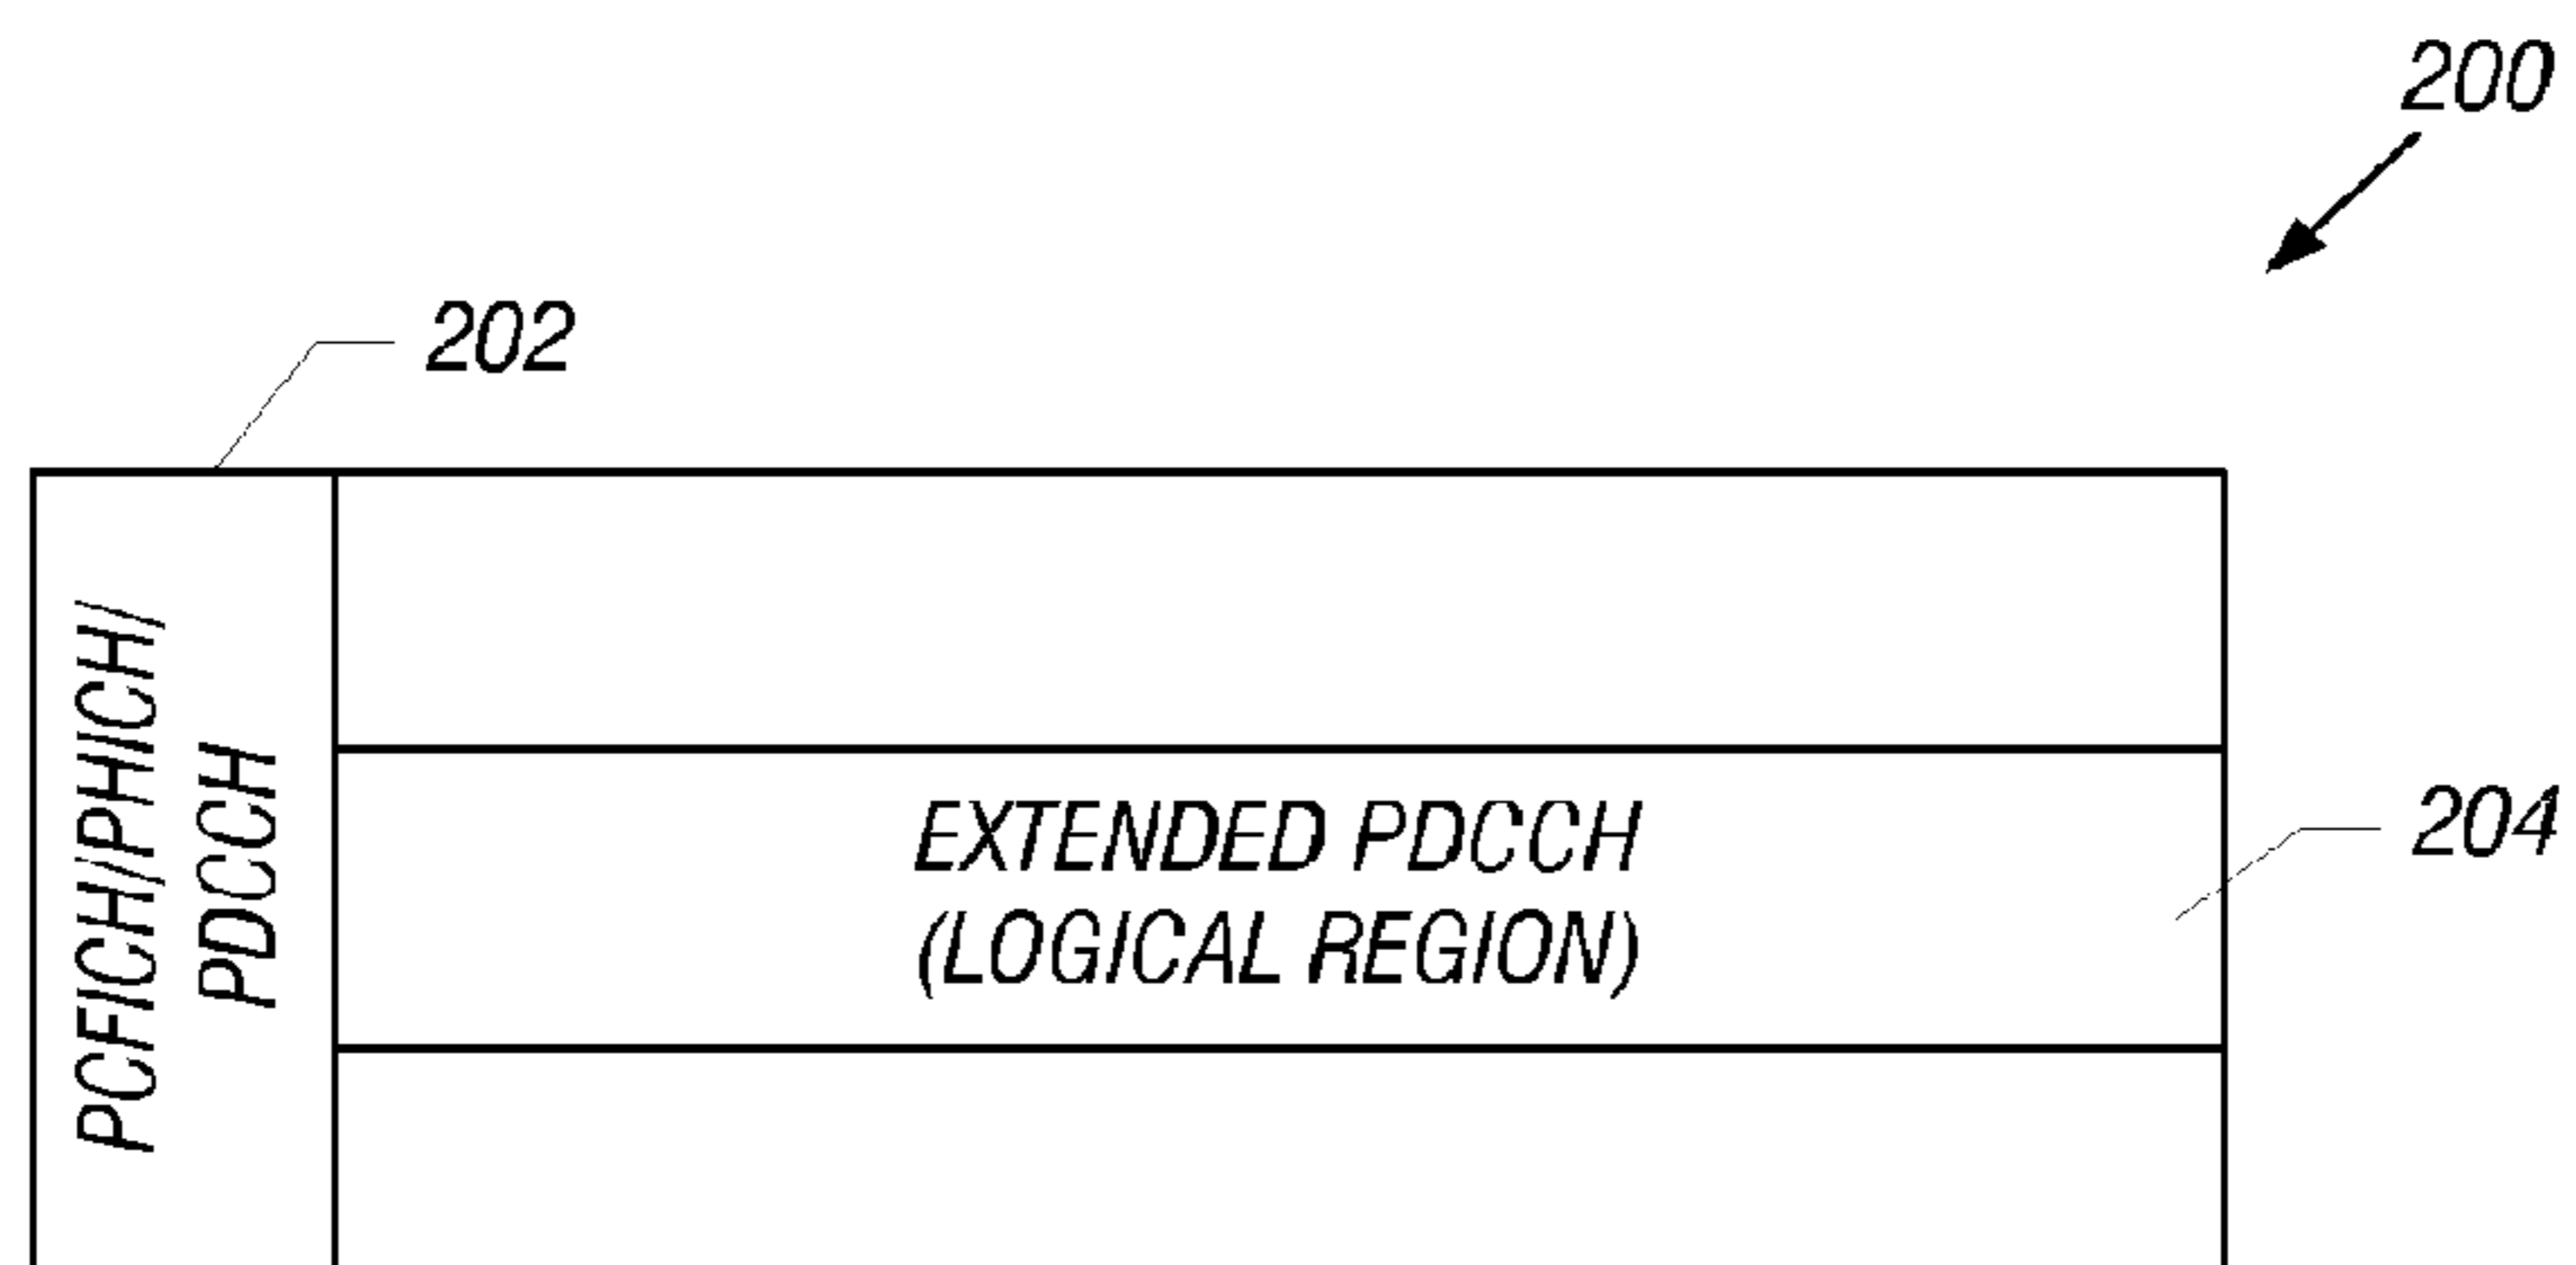 200
202
PCFICH/PHICH/
PDCCH
EXTENDED PDCCH
(LOGICAL REGION)
204